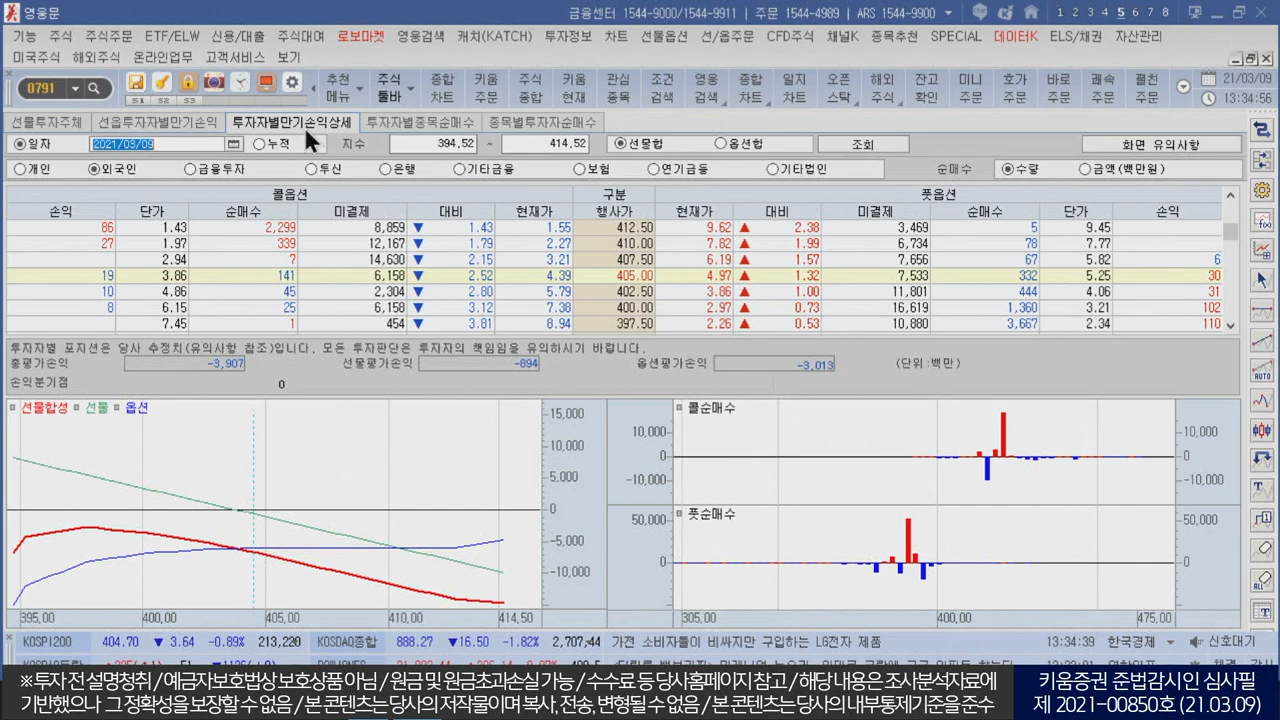 영웅문 금융센터 1544-9000/1544-9911 | 주문 1544-4989 | ARS 1544-9900 1 2 3 4 5 6 7 8
기능 주식 주식주문 ETF/ELW 신용/대출 주식대여 로보마켓 영웅검색 캐치(KATCH) 투자정보 차트 선물옵션 선/옵주문 CFD주식 채널K 종목추천 SPECIAL 데이터K ELS/채권 자산관리
미국주식 해외주식 온라인업무 고객서비스 보기
0791 추천 메뉴 주식 툴바 종합 차트 키움 주문 주식 종합 키움 현재 관심 종목 조건 검색 영웅 검색 종합 차트 일지 차트 오픈 스탁 해외 주식 잔고 확인 미니 주문 호가 주문 바로 주문 쾌속 주문 펼친 주문 21/03/09
S1 S2 S3 13:34:56
선물투자주체 선옵투자자별만기손익 투자자별만기손익상세 투자자별종목순매수 종목별투자자순매수
일자 2021/03/09 누적 지수 394.52 ~ 414.52 선물합 옵션합 조회 화면 유의사항
개인 외국인 금융투자 투신 은행 기타금융 보험 연기금등 기타법인 순매수 수량 금액(백만원)
콜옵션 구분 풋옵션
손익 단가 순매수 미결제 대비 현재가 행사가 현재가 대비 미결제 순매수 단가 손익
86 1.43 2,299 8,859 ▼ 1.43 1.55 412.50 9.62 ▲ 2.38 3,469 5 9.45
27 1.97 339 12,167 ▼ 1.79 2.27 410.00 7.82 ▲ 1.99 6,734 78 7.77
2.94 7 14,630 ▼ 2.15 3.21 407.50 6.19 ▲ 1.57 7,656 67 5.82 6
19 3.86 141 6,158 ▼ 2.52 4.39 405.00 4.97 ▲ 1.32 7,533 332 5.25 30
10 4.86 45 2,304 ▼ 2.80 5.79 402.50 3.86 ▲ 1.00 11,801 444 4.06 31
8 6.15 25 6,158 ▼ 3.12 7.38 400.00 2.97 ▲ 0.73 16,619 1,360 3.21 102
7.45 1 454 ▼ 3.81 8.94 397.50 2.26 ▲ 0.53 10,880 3,667 2.34 110
투자자별 포지션은 당사 추정치(유의사항 참조)입니다. 모든 투자판단은 투자자의 책임임을 유의하시기 바랍니다.
총평가손익 -3,907 선물평가손익 -894 옵션평가손익 -3,013 (단위:백만)
손익분기점 0
선물합성 선물 옵션 15,000 콜순매수
10,000 10,000 10,000
5,000 0 0
0 -10,000 -10,000
풋순매수
-5,000 50,000 50,000
-10,000 0 0
395,00 400,00 405,00 410,00 414,50 305,00 400,00 475,00
KOSPI200 404.70 ▼ 3.64 -0.89% 213,220 KOSDAQ종합 888.27 ▼16.50 -1.82% 2,707,44 가전 소비자들이 비싸지만 구입하는 LG전자 제품 13:34:39 한국경제 신호대기
※ 투자 전 설명청취 / 예금자보호법상 보호상품 아님 / 원금 및 원금초과손실 가능 / 수수료 등 당사홈페이지 참고 / 해당 내용은 조사분석자료에
기반했으나 그 정확성을 보장할 수 없음 / 본 콘텐츠는 당사의 저작물이며 복사, 전송, 변형될 수 없음 / 본 콘텐츠는 당사의 내부통제기준을 준수
키움증권 준법감시인 심사필
제 2021-00850호 (21.03.09)